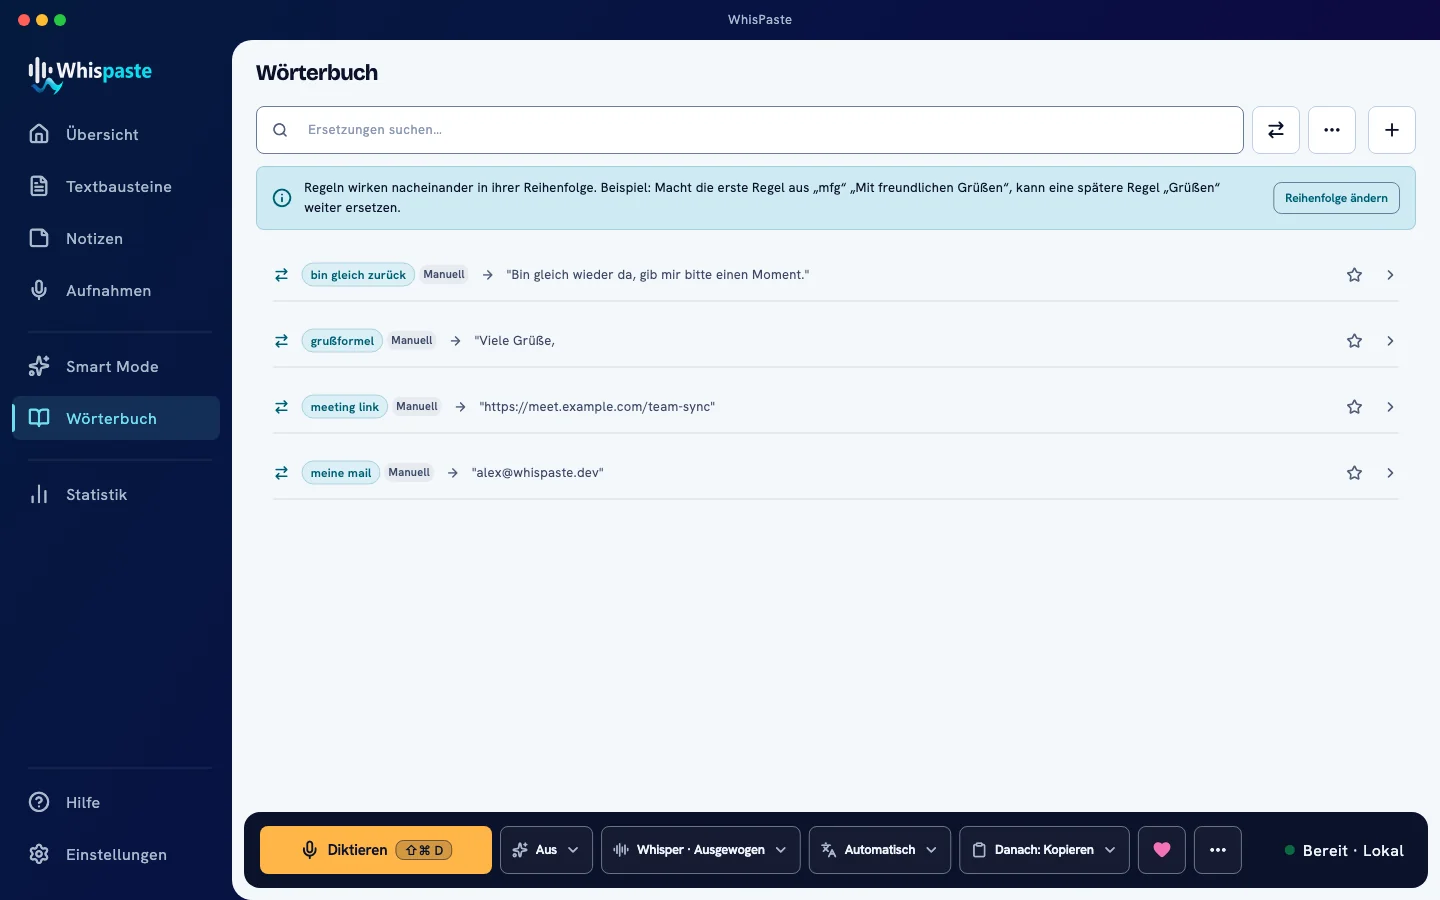 WhisPaste
Whispaste
Übersicht
Textbausteine
Notizen
Aufnahmen
Smart Mode
Wörterbuch
Statistik
Hilfe
Einstellungen
Wörterbuch
Ersetzungen suchen...
Regeln wirken nacheinander in ihrer Reihenfolge. Beispiel: Macht die erste Regel aus „mfg“ „Mit freundlichen Grüßen“, kann eine spätere Regel „Grüßen“
weiter ersetzen.
Reihenfolge ändern
bin gleich zurück Manuell → "Bin gleich wieder da, gib mir bitte einen Moment."
grußformel Manuell → "Viele Grüße,
meeting link Manuell → "https://meet.example.com/team-sync"
meine mail Manuell → "alex@whispaste.dev"
Diktieren ⇧⌘ D Aus Whisper · Ausgewogen Automatisch Danach: Kopieren Bereit · Lokal